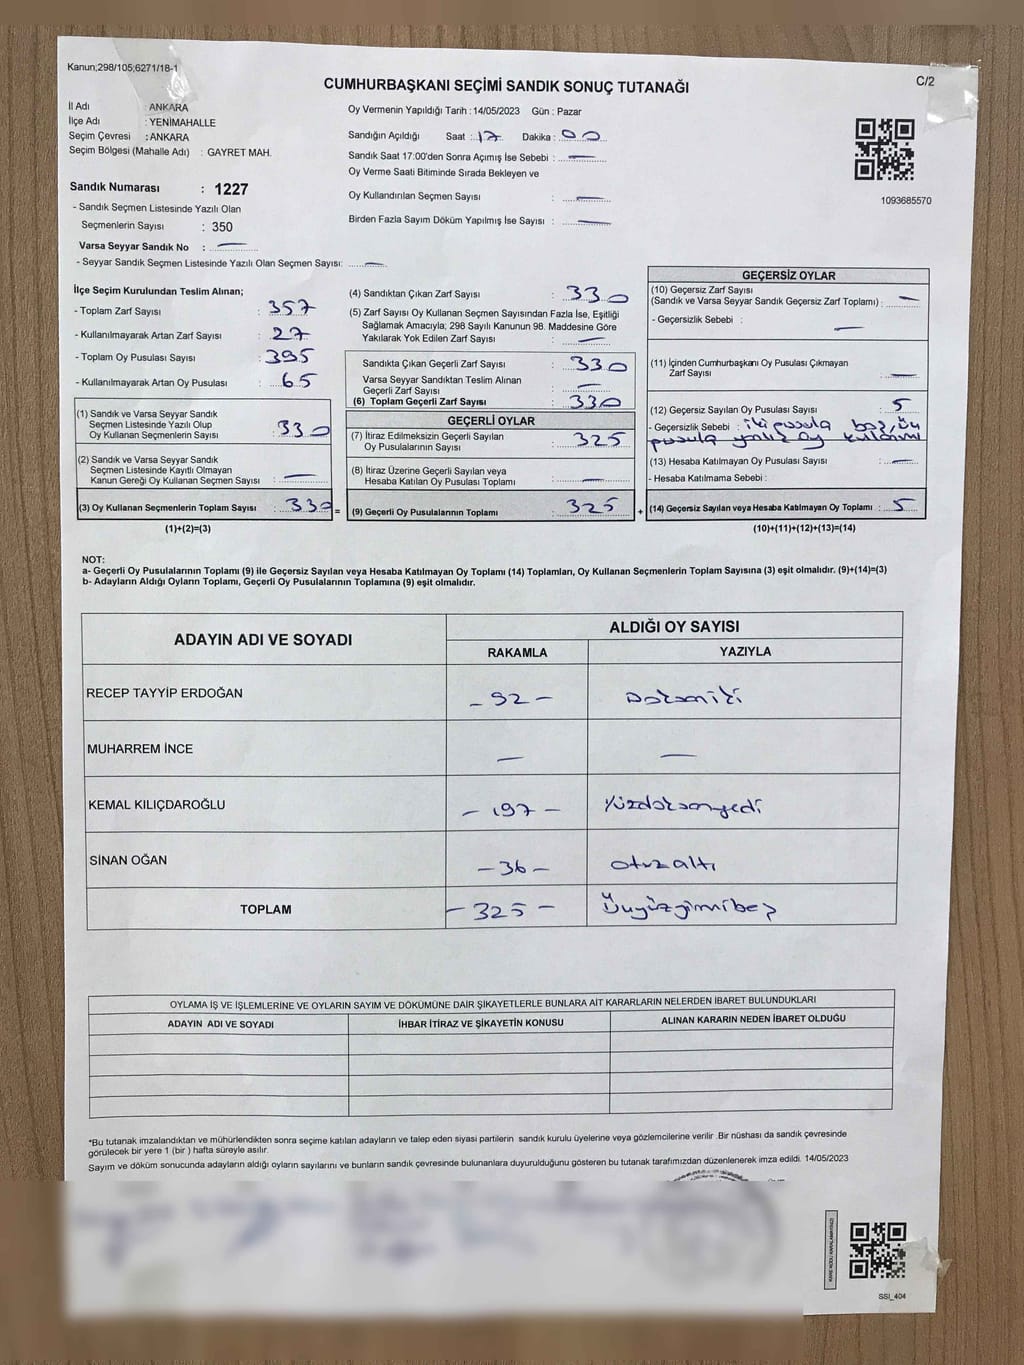 Kanun;298/105;6271/18-1
CUMHURBAŞKANI SEÇİMİ SANDIK SONUÇ TUTANAĞI
C/2
İl Adı : ANKARA
İlçe Adı : YENİMAHALLE
Seçim Çevresi : ANKARA
Seçim Bölgesi (Mahalle Adı) : GAYRET MAH.
Oy Vermenin Yapıldığı Tarih : 14/05/2023 Gün : Pazar
Sandığın Açıldığı Saat : 17 Dakika : 00
Sandık Saat 17:00'den Sonra Açımış İse Sebebi : —
Oy Verme Saati Bitiminde Sırada Bekleyen ve
Oy Kullandırılan Seçmen Sayısı : —
Birden Fazla Sayım Döküm Yapılmış İse Sayısı : —
1093685570
Sandık Numarası : 1227
- Sandık Seçmen Listesinde Yazılı Olan
Seçmenlerin Sayısı : 350
Varsa Seyyar Sandık No : —
- Seyyar Sandık Seçmen Listesinde Yazılı Olan Seçmen Sayısı: —
İlçe Seçim Kurulundan Teslim Alınan;
- Toplam Zarf Sayısı : 357
- Kullanılmayarak Artan Zarf Sayısı : 27
- Toplam Oy Pusulası Sayısı : 395
- Kullanılmayarak Artan Oy Pusulası : 65
(1) Sandık ve Varsa Seyyar Sandık
Seçmen Listesinde Yazılı Olup
Oy Kullanan Seçmenlerin Sayısı : 330
(2) Sandık ve Varsa Seyyar Sandık
Seçmen Listesinde Kayıtlı Olmayan
Kanun Gereği Oy Kullanan Seçmen Sayısı : —
(3) Oy Kullanan Seçmenlerin Toplam Sayısı : 330 =
(1)+(2)=(3)
(4) Sandıktan Çıkan Zarf Sayısı : 330
(5) Zarf Sayısı Oy Kullanan Seçmen Sayısından Fazla İse, Eşitliği
Sağlamak Amacıyla; 298 Sayılı Kanunun 98. Maddesine Göre
Yakılarak Yok Edilen Zarf Sayısı : —
Sandıkta Çıkan Geçerli Zarf Sayısı : 330
Varsa Seyyar Sandıktan Teslim Alınan
Geçerli Zarf Sayısı : —
(6) Toplam Geçerli Zarf Sayısı : 330
GEÇERLİ OYLAR
(7) İtiraz Edilmeksizin Geçerli Sayılan
Oy Pusulasının Sayısı : 325
(8) İtiraz Üzerine Geçerli Sayılan veya
Hesaba Katılan Oy Pusulası Toplamı : —
(9) Geçerli Oy Pusulalarının Toplamı : 325 +
GEÇERSİZ OYLAR
(10) Geçersiz Zarf Sayısı
(Sandık ve Varsa Seyyar Sandık Geçersiz Zarf Toplamı) : —
- Geçersizlik Sebebi : —
(11) İçinden Cumhurbaşkanı Oy Pusulası Çıkmayan
Zarf Sayısı : —
(12) Geçersiz Sayılan Oy Pusulası Sayısı : 5
- Geçersizlik Sebebi : iki pusula boş, üç
pusula yanlış oy kullanımı
(13) Hesaba Katılmayan Oy Pusulası Sayısı : —
- Hesaba Katılmama Sebebi :
(14) Geçersiz Sayılan veya Hesaba Katılmayan Oy Toplamı : 5
(10)+(11)+(12)+(13)=(14)
NOT:
a- Geçerli Oy Pusulalarının Toplamı (9) ile Geçersiz Sayılan veya Hesaba Katılmayan Oy Toplamı (14) Toplamları, Oy Kullanan Seçmenlerin Toplam Sayısına (3) eşit olmalıdır. (9)+(14)=(3)
b- Adayların Aldığı Oyların Toplamı, Geçerli Oy Pusulalarının Toplamına (9) eşit olmalıdır.
ADAYIN ADI VE SOYADI
ALDIĞI OY SAYISI
RAKAMLA YAZIYLA
RECEP TAYYİP ERDOĞAN - 92 - Doksaniki
MUHARREM İNCE — —
KEMAL KILIÇDAROĞLU - 197 - Yüzdoksanyedi
SİNAN OĞAN - 36 - otuzaltı
TOPLAM - 325 - Üçyüzyirmibeş
OYLAMA İŞ VE İŞLEMLERİNE VE OYLARIN SAYIM VE DÖKÜMÜNE DAİR ŞİKAYETLERLE BUNLARA AİT KARARLARIN NELERDEN İBARET BULUNDUKLARI
ADAYIN ADI VE SOYADI İHBAR İTİRAZ VE ŞİKAYETİN KONUSU ALINAN KARARIN NEDEN İBARET OLDUĞU
*Bu tutanak imzalandıktan ve mühürlendikten sonra seçime katılan adayların ve talep eden siyasi partilerin sandık kurulu üyelerine veya gözlemcilerine verilir .Bir nüshası da sandık çevresinde
görülecek bir yere 1 (bir ) hafta süreyle asılır.
Sayım ve döküm sonucunda adayların aldığı oyların sayılarını ve bunların sandık çevresinde bulunanlara duyurulduğunu gösteren bu tutanak tarafımızdan düzenlenerek imza edildi. 14/05/2023
SSI_404